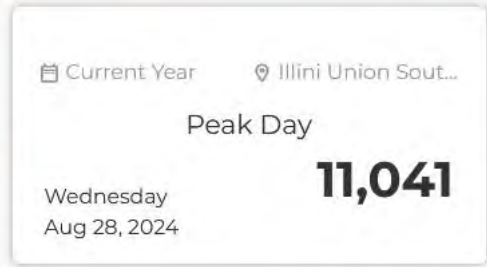 Current Year
Illini Union Sout...
Peak Day
11,041
Wednesday
Aug 28, 2024